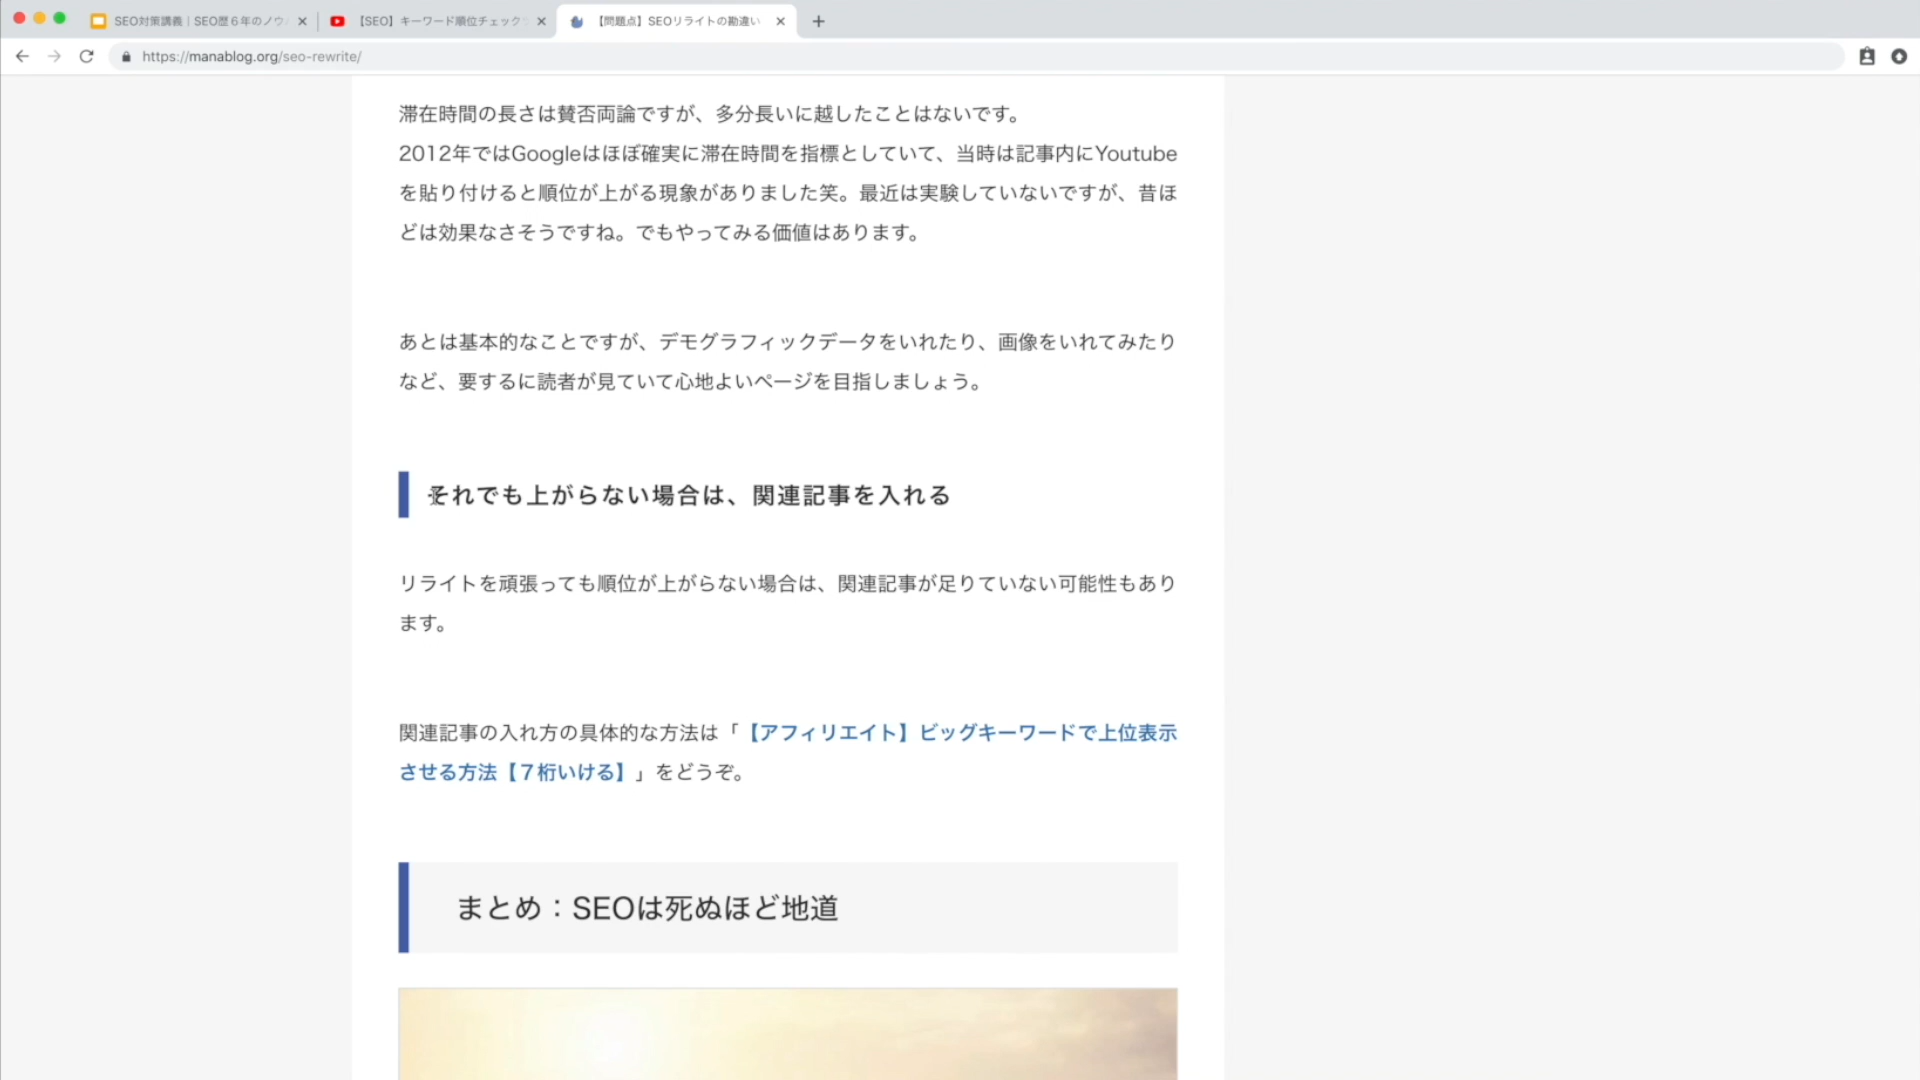 SEO対策講義｜SEO歴６年のノウ
【SEO】キーワード順位チェック
【問題点】SEOリライトの勘違い
https://manablog.org/seo-rewrite/
滞在時間の長さは賛否両論ですが、多分長いに越したことはないです。
2012年ではGoogleはほぼ確実に滞在時間を指標としていて、当時は記事内にYoutube
を貼り付けると順位が上がる現象がありました笑。最近は実験していないですが、昔ほ
どは効果なさそうですね。でもやってみる価値はあります。
あとは基本的なことですが、デモグラフィックデータをいれたり、画像をいれてみたり
など、要するに読者が見ていて心地よいページを目指しましょう。
それでも上がらない場合は、関連記事を入れる
リライトを頑張っても順位が上がらない場合は、関連記事が足りていない可能性もあり
ます。
関連記事の入れ方の具体的な方法は「【アフィリエイト】ビッグキーワードで上位表示
させる方法【７桁いける】」をどうぞ。
まとめ：SEOは死ぬほど地道